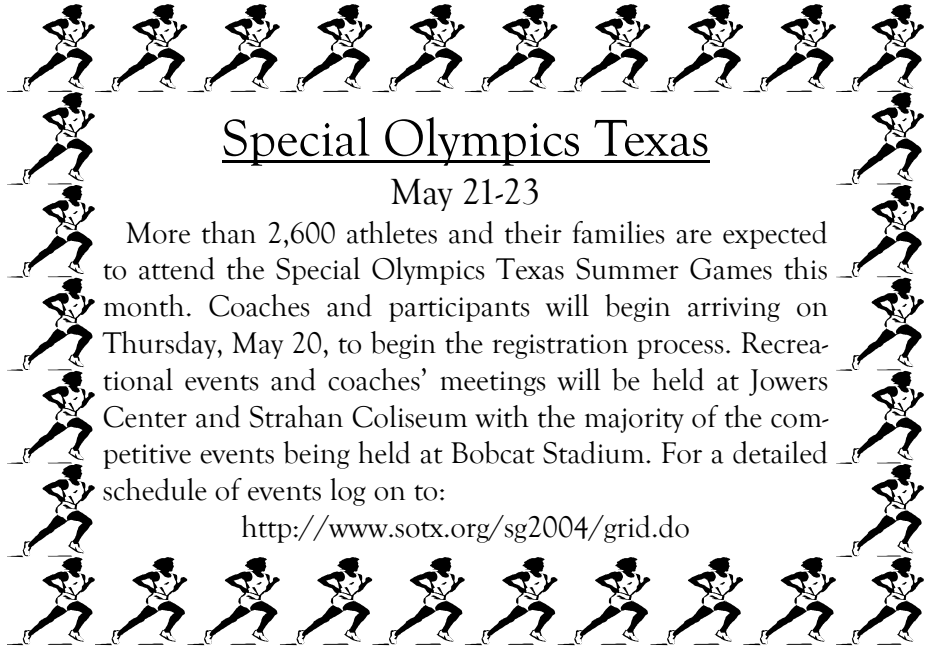 Special Olympics Texas
May 21-23
More than 2,600 athletes and their families are expected
to attend the Special Olympics Texas Summer Games this
month. Coaches and participants will begin arriving on
Thursday, May 20, to begin the registration process. Recrea-
tional events and coaches’ meetings will be held at Jowers
Center and Strahan Coliseum with the majority of the com-
petitive events being held at Bobcat Stadium. For a detailed
schedule of events log on to:
http://www.sotx.org/sg2004/grid.do